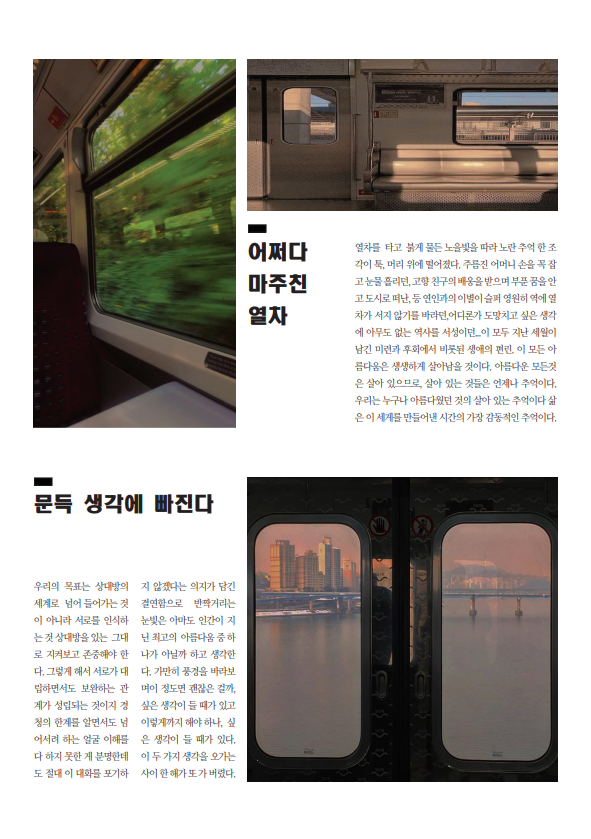 어쩌다
마주친
열차
열차를 타고 붉게 물든 노을빛을 따라 노란 추억 한 조
각이 툭, 머리 위에 떨어졌다. 주름진 어머니 손을 꼭 잡
고 눈물 흘리던, 고향 친구의 배웅을 받으며 부푼 꿈을 안
고 도시로 떠난, 등 연인과의 이별이 슬퍼 영원히 역에 열
차가 서지 않기를 바라던,어디론가 도망치고 싶은 생각
에 아무도 없는 역사를 서성이던...이 모두 지난 세월이
남긴 미련과 후회에서 비롯된 생애의 편린. 이 모든 아
름다움은 생생하게 살아남을 것이다. 아름다운 모든것
은 살아 있으므로, 살아 있는 것들은 언제나 추억이다.
우리는 누구나 아름다웠던 것의 살아 있는 추억이다 삶
은 이 세계를 만들어낸 시간의 가장 감동적인 추억이다.
문득 생각에 빠진다
우리의 목표는 상대방의
세계로 넘어 들어가는 것
이 아니라 서로를 인식하
는 것 상대방을 있는 그대
로 지켜보고 존중해야 한
다. 그렇게 해서 서로가 대
립하면서도 보완하는 관
계가 성립되는 것이지 경
청의 한계를 알면서도 넘
어서려 하는 얼굴 이해를
다 하지 못한 게 분명한데
도 절대 이 대화를 포기하
지 않겠다는 의지가 담긴
결연함으로 반짝거리는
눈빛은 아마도 인간이 지
닌 최고의 아름다움 중 하
나가 아닐까 하고 생각한
다. 가만히 풍경을 바라보
며이 정도면 괜찮은 걸까,
싶은 생각이 들 때가 있고
이렇게까지 해야 하나, 싶
은 생각이 들 때가 있다.
이 두 가지 생각을 오가는
사이 한 해가 또 가 버렸다.